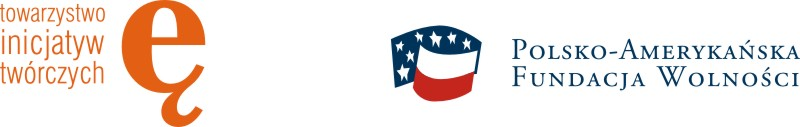 towarzystwo
inicjatyw
twórczych
ę
Polsko-Amerykańska
Fundacja Wolności